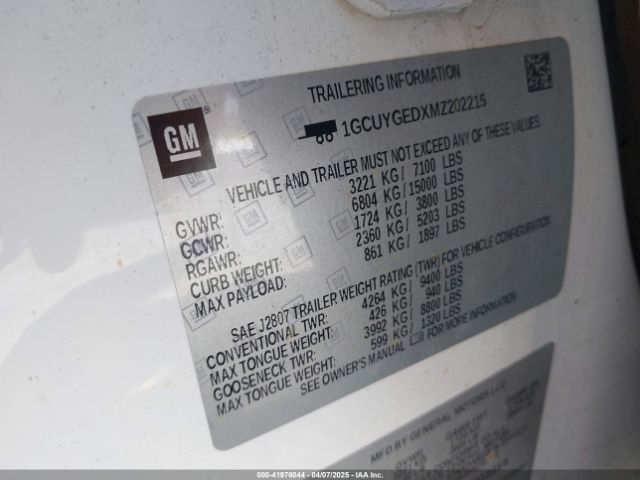 TRAILERING INFORMATION
GM
1GCUYGEDXMZ202215
VEHICLE AND TRAILER MUST NOT EXCEED ANY OF THESE VALUES.
GVWR: 3221 KG/ 7100 LBS
GCWR: 6804 KG/15000 LBS
RGAWR: 1724 KG/ 3800 LBS
CURB WEIGHT: 2360 KG/ 5203 LBS
MAX PAYLOAD: 861 KG/ 1897 LBS
SAE J2807 TRAILER WEIGHT RATING (TWR) FOR VEHICLE CONFIGURATION.
CONVENTIONAL TWR: 4264 KG/ 9400 LBS
MAX TONGUE WEIGHT: 426 KG/ 940 LBS
GOOSENECK TWR: 3992 KG/ 8800 LBS
MAX TONGUE WEIGHT: 599 KG/ 1320 LBS
SEE OWNER'S MANUAL FOR MORE INFORMATION
MFD BY GENERAL MOTORS LLC
GVWR
000-41976044 - 04/07/2025 - IAAI.com